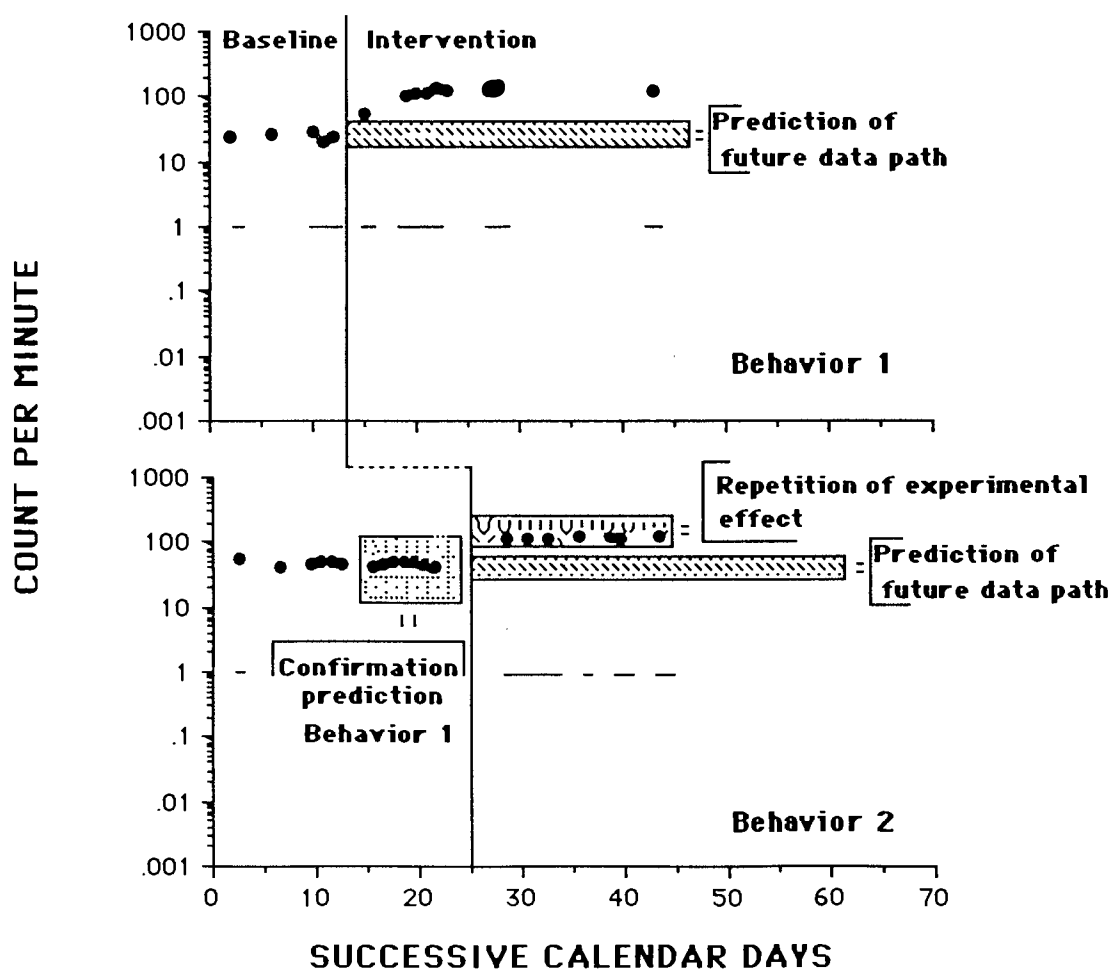 1000
Baseline
Intervention
100
Prediction of
future data path
10
1
.1
.01
Behavior 1
.001
COUNT PER MINUTE
1000
Repetition of experimental
effect
100
Prediction of
future data path
10
1
Confirmation
prediction
Behavior 1
.1
.01
Behavior 2
.001
0 10 20 30 40 50 60 70
SUCCESSIVE CALENDAR DAYS